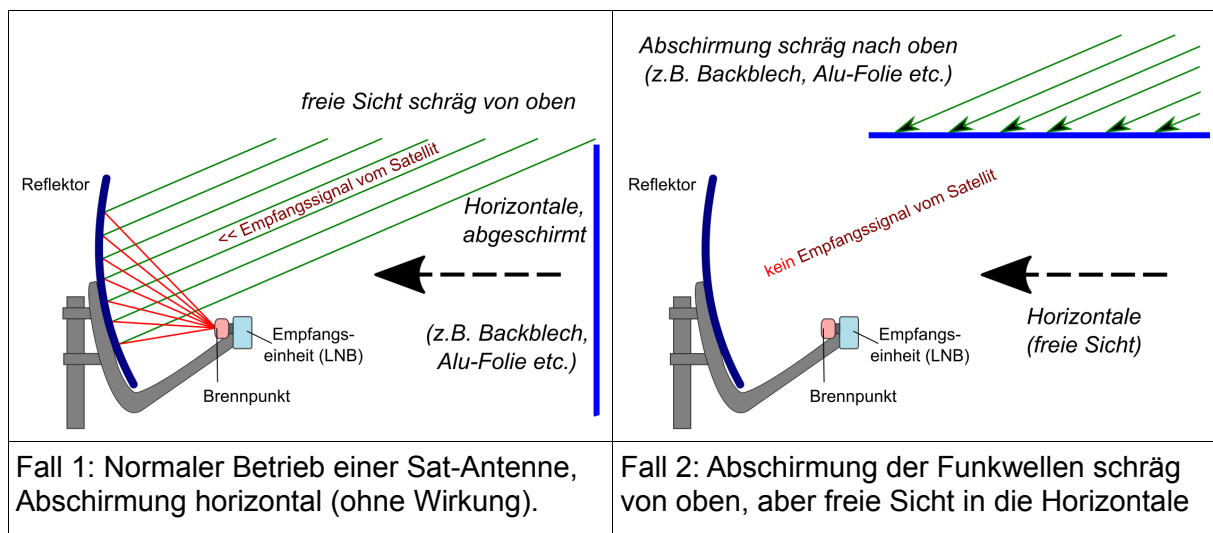 freie Sicht schräg von oben
Reflektor
<< Empfangssignal vom Satellit
Horizontale,
abgeschirmt
(z.B. Backblech,
Alu-Folie etc.)
Empfangs-
einheit (LNB)
Brennpunkt
Fall 1: Normaler Betrieb einer Sat-Antenne,
Abschirmung horizontal (ohne Wirkung).
Abschirmung schräg nach oben
(z.B. Backblech, Alu-Folie etc.)
Reflektor
kein Empfangssignal vom Satellit
Horizontale
(freie Sicht)
Empfangs-
einheit (LNB)
Brennpunkt
Fall 2: Abschirmung der Funkwellen schräg
von oben, aber freie Sicht in die Horizontale